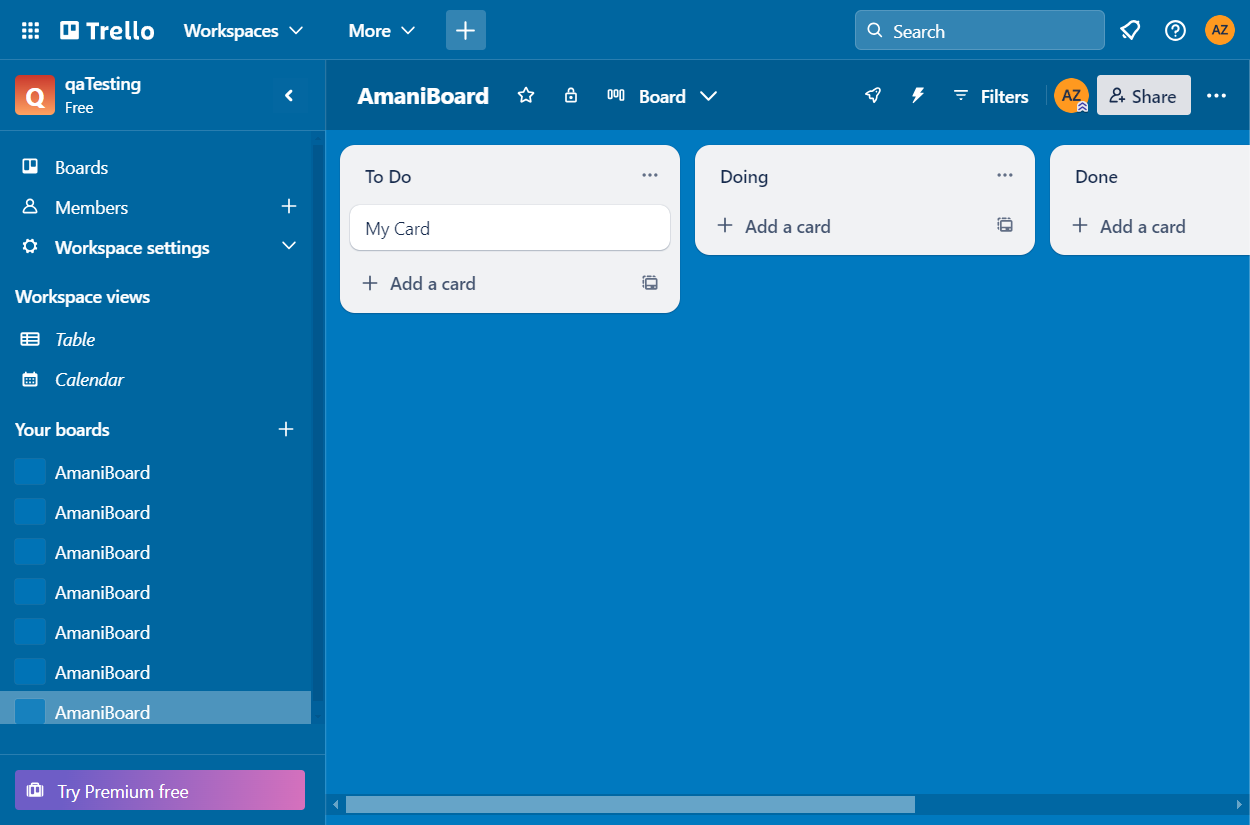 Trello Workspaces More Search AZ
Q qaTesting
Free
AmaniBoard Board Filters AZ Share
Boards
Members
Workspace settings
Workspace views
Table
Calendar
Your boards
AmaniBoard
AmaniBoard
AmaniBoard
AmaniBoard
AmaniBoard
AmaniBoard
AmaniBoard
Try Premium free
To Do
My Card
Add a card
Doing
Add a card
Done
Add a card